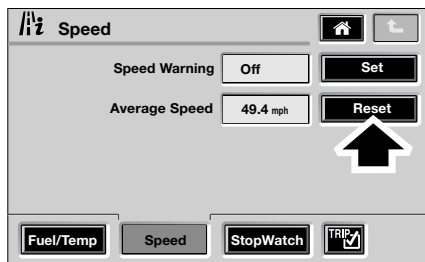 i Speed
Speed Warning Off Set
Average Speed 49.4 mph Reset
Fuel/Temp Speed StopWatch TRIP